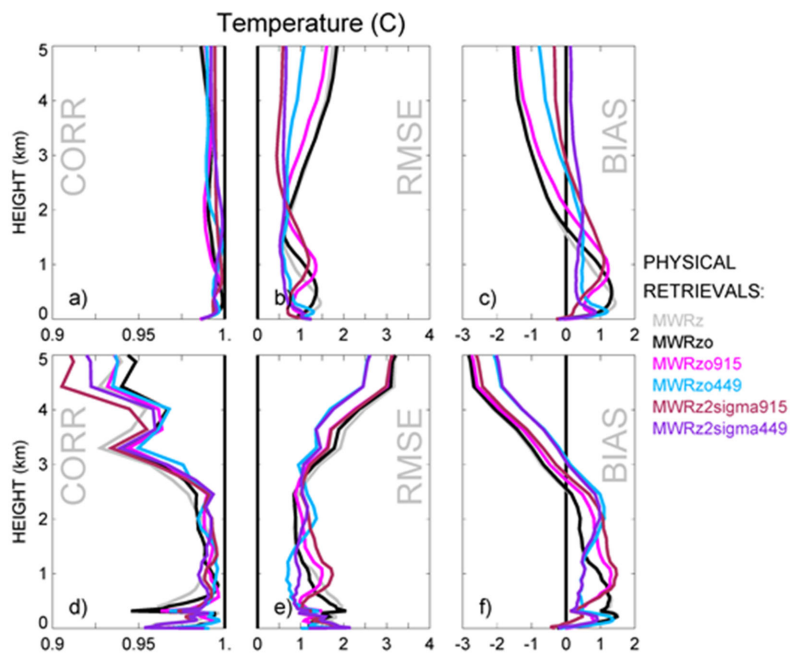 Temperature (C)
5
4
3
2
1
0
HEIGHT (km)
CORR
a)
0.9
0.95
1.
RMSE
b)
0
1
2
3
4
BIAS
c)
-3
-2
-1
0
1
2
PHYSICAL
RETRIEVALS:
MWRz
MWRzo
MWRzo915
MWRzo449
MWRz2sigma915
MWRz2sigma449
5
4
3
2
1
0
HEIGHT (km)
CORR
d)
0.9
0.95
1.
RMSE
e)
0
1
2
3
4
BIAS
f)
-3
-2
-1
0
1
2